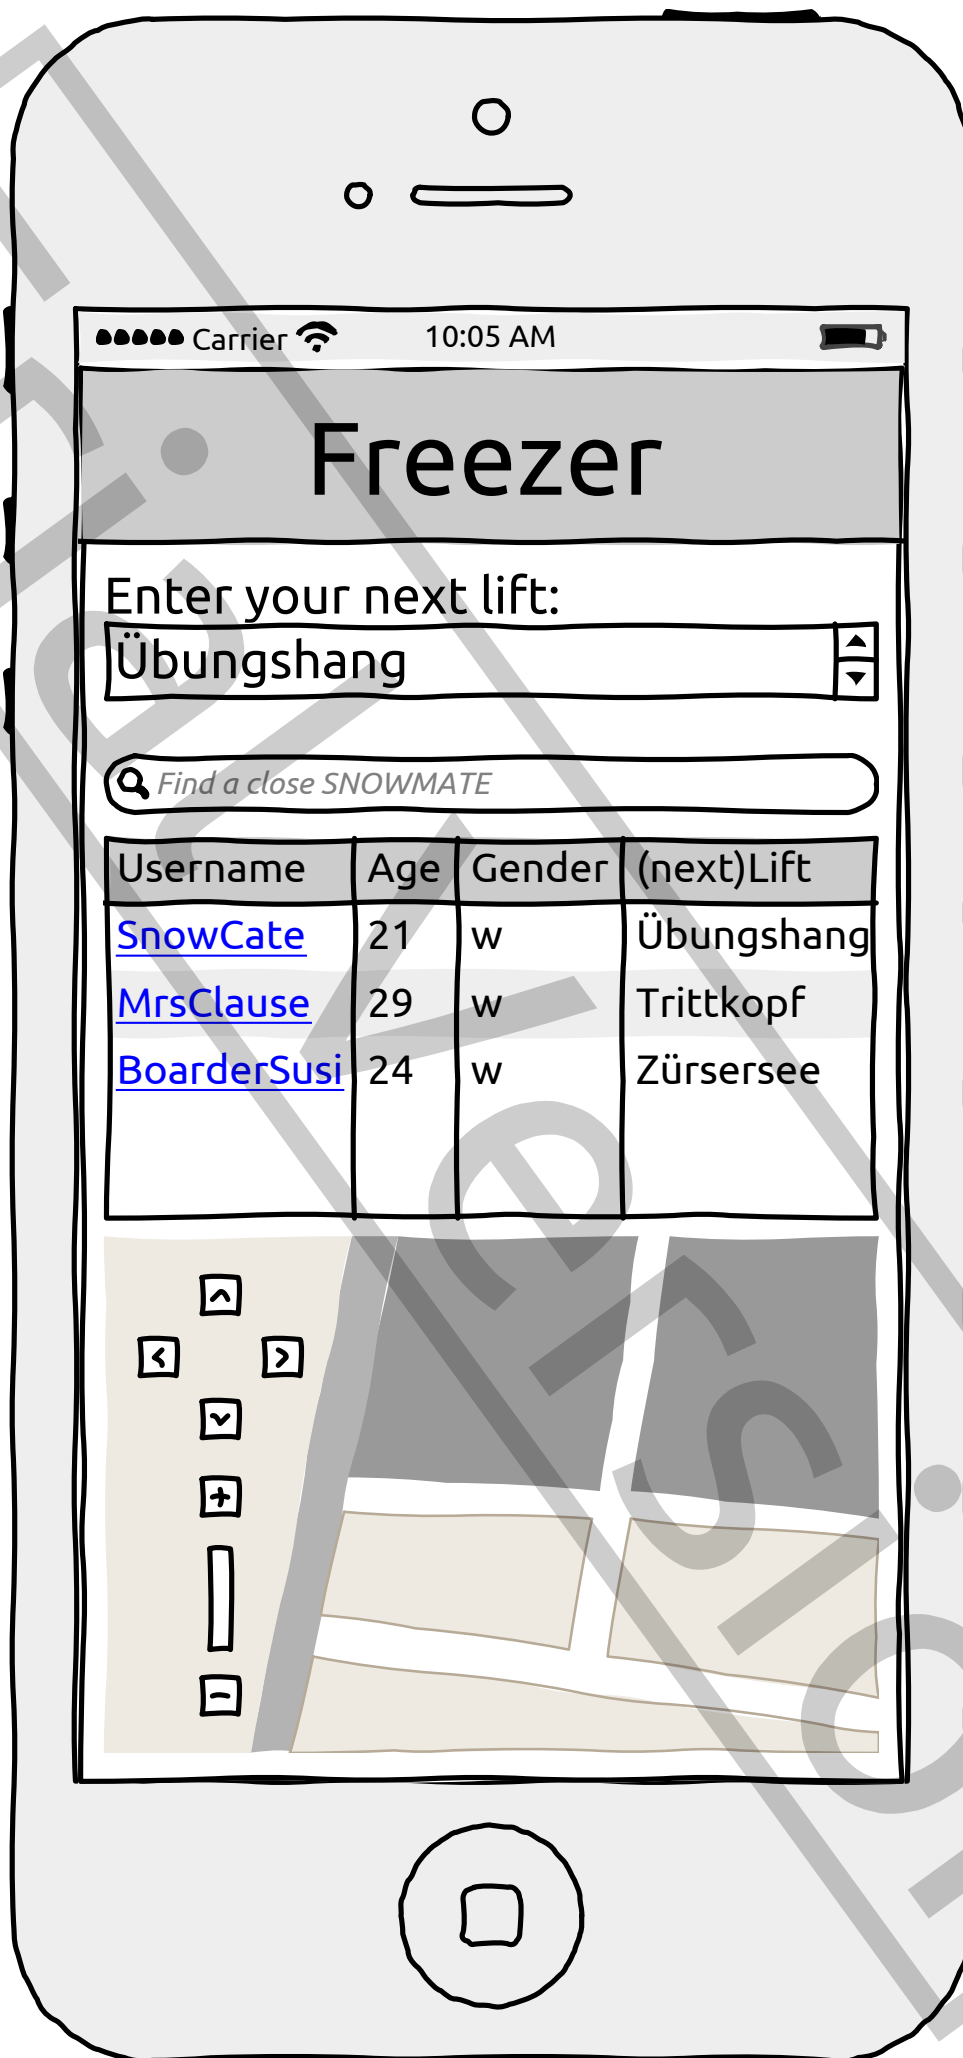 Carrier 10:05 AM
Freezer
Enter your next lift:
Übungshang
Find a close SNOWMATE
Username Age Gender (next)Lift
SnowCate 21 w Übungshang
MrsClause 29 w Trittkopf
BoarderSusi 24 w Zürsersee